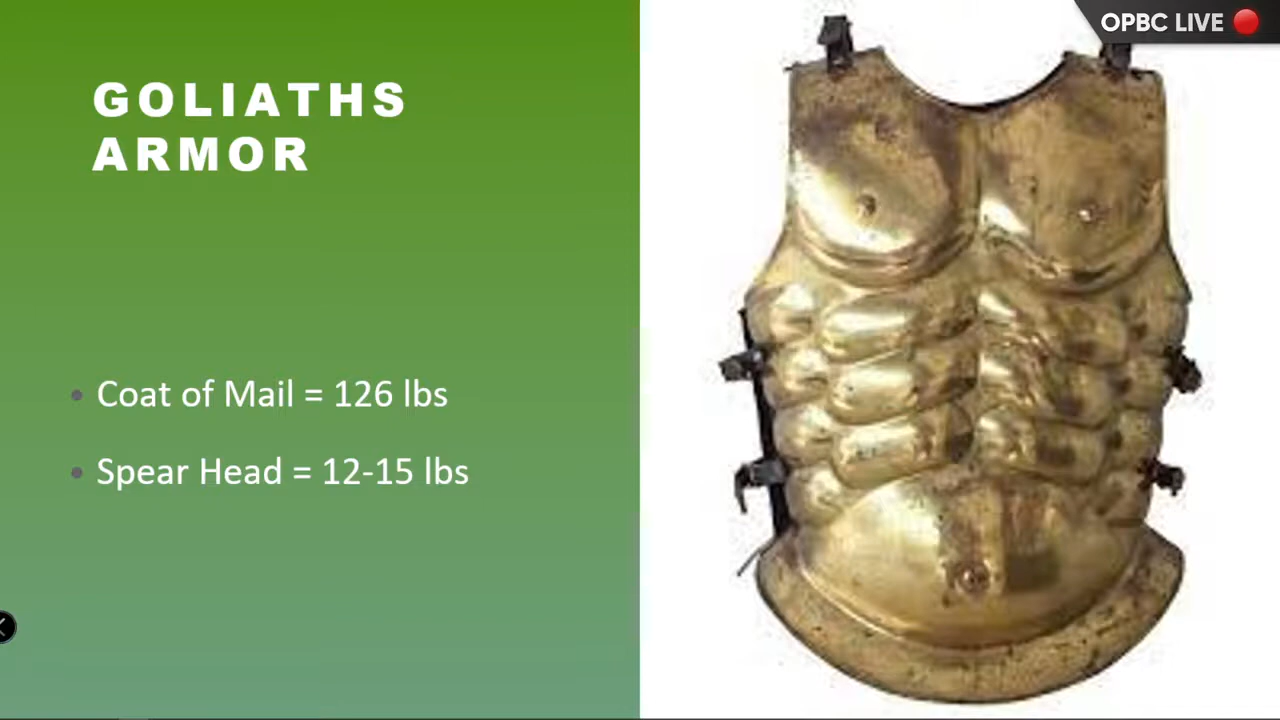 OPBC LIVE
GOLIATHS
ARMOR
• Coat of Mail = 126 lbs
• Spear Head = 12-15 lbs